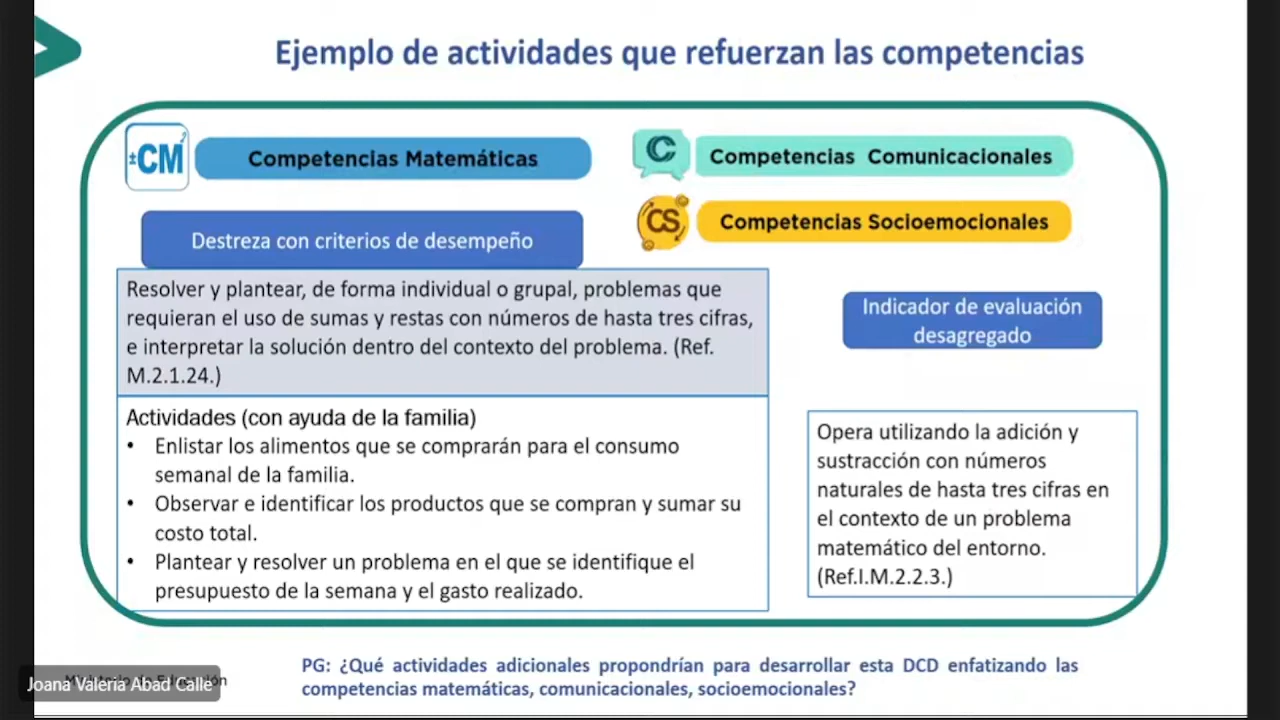 Ejemplo de actividades que refuerzan las competencias
±CM
Competencias Matemáticas
C
Competencias Comunicacionales
CS
Competencias Socioemocionales
Destreza con criterios de desempeño
Resolver y plantear, de forma individual o grupal, problemas que
requieran el uso de sumas y restas con números de hasta tres cifras,
e interpretar la solución dentro del contexto del problema. (Ref.
M.2.1.24.)
Actividades (con ayuda de la familia)
• Enlistar los alimentos que se comprarán para el consumo
semanal de la familia.
• Observar e identificar los productos que se compran y sumar su
costo total.
• Plantear y resolver un problema en el que se identifique el
presupuesto de la semana y el gasto realizado.
Indicador de evaluación
desagregado
Opera utilizando la adición y
sustracción con números
naturales de hasta tres cifras en
el contexto de un problema
matemático del entorno.
(Ref.I.M.2.2.3.)
PG: ¿Qué actividades adicionales propondrían para desarrollar esta DCD enfatizando las
competencias matemáticas, comunicacionales, socioemocionales?
Joana Valeria Abad Calle